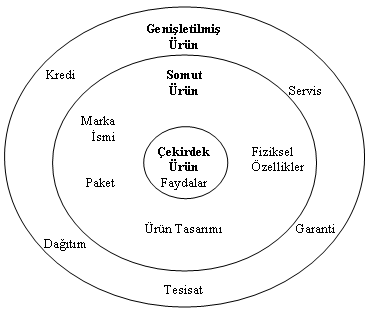 Genişletilmiş
Ürün
Kredi
Somut
Ürün
Servis
Marka
İsmi
Çekirdek
Ürün
Faydalar
Fiziksel
Özellikler
Paket
Ürün Tasarımı
Garanti
Dağıtım
Tesisat